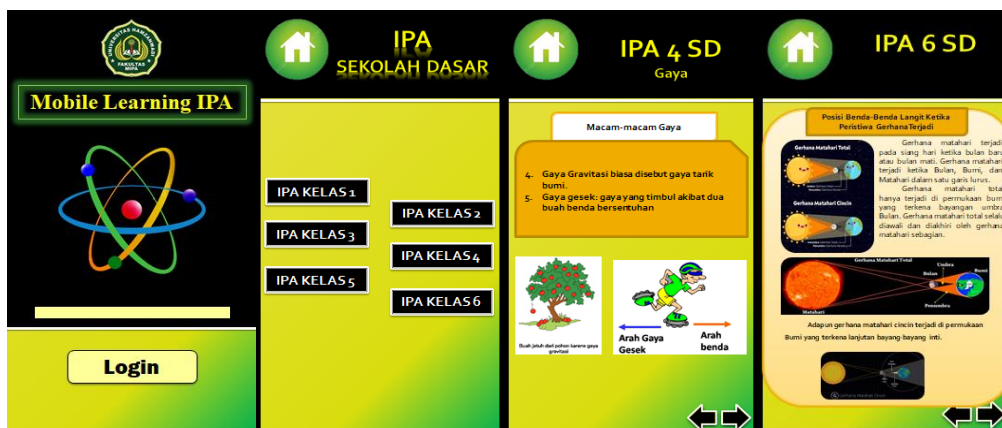 UNIVERSITAS HAMZANWADI
FAKULTAS
MIPA
Mobile Learning IPA
Login
IPA
SEKOLAH DASAR
IPA KELAS 1
IPA KELAS 2
IPA KELAS 3
IPA KELAS 4
IPA KELAS 5
IPA KELAS 6
IPA 4 SD
Gaya
Macam-macam Gaya
4. Gaya Gravitasi biasa disebut gaya tarik
bumi.
5. Gaya gesek: gaya yang timbul akibat dua
buah benda bersentuhan
Buah jatuh dari pohon karena gaya
gravitasi
Arah Gaya
Gesek
Arah
benda
IPA 6 SD
Posisi Benda-Benda Langit Ketika
Peristiwa Gerhana Terjadi
Gerhana Matahari Total
Gerhana Matahari Cincin
Gerhana matahari terjadi
pada siang hari ketika bulan baru
atau bulan mati. Gerhana matahari
terjadi ketika Bulan, Bumi, dan
Matahari dalam satu garis lurus.
Gerhana matahari total
hanya terjadi di permukaan bumi
yang terkena bayangan umbra
Bulan. Gerhana matahari total selalu
diawali dan diakhiri oleh gerhana
matahari sebagian.
Gerhana Matahari Total
Umbra
Bulan
Bumi
Penumbra
Matahari
Adapun gerhana matahari cincin terjadi di permukaan
Bumi yang terkena lanjutan bayang-bayang inti.